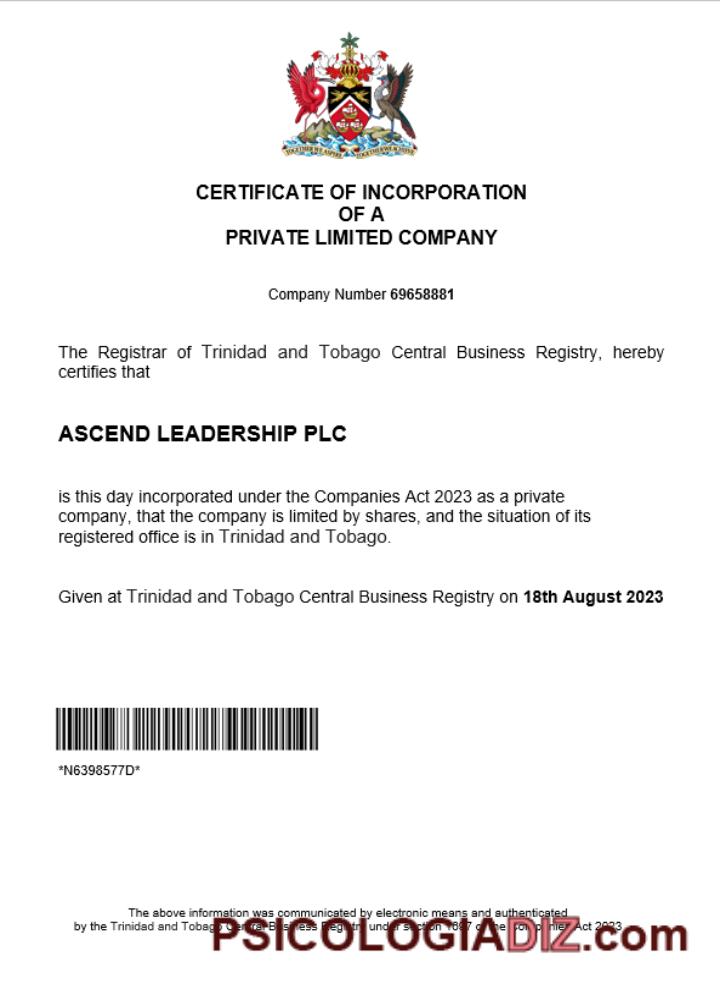 TOGETHER WE ASPIRE TOGETHER WE ACHIEVE
CERTIFICATE OF INCORPORATION
OF A
PRIVATE LIMITED COMPANY
Company Number 69658881
The Registrar of Trinidad and Tobago Central Business Registry, hereby
certifies that
ASCEND LEADERSHIP PLC
is this day incorporated under the Companies Act 2023 as a private
company, that the company is limited by shares, and the situation of its
registered office is in Trinidad and Tobago.
Given at Trinidad and Tobago Central Business Registry on 18th August 2023
*N6398577D*
The above information was communicated by electronic means and authenticated
by the Trinidad and Tobago Central Business Registry under section of the Companies Act 2023
PSICOLOGIADIZ.com